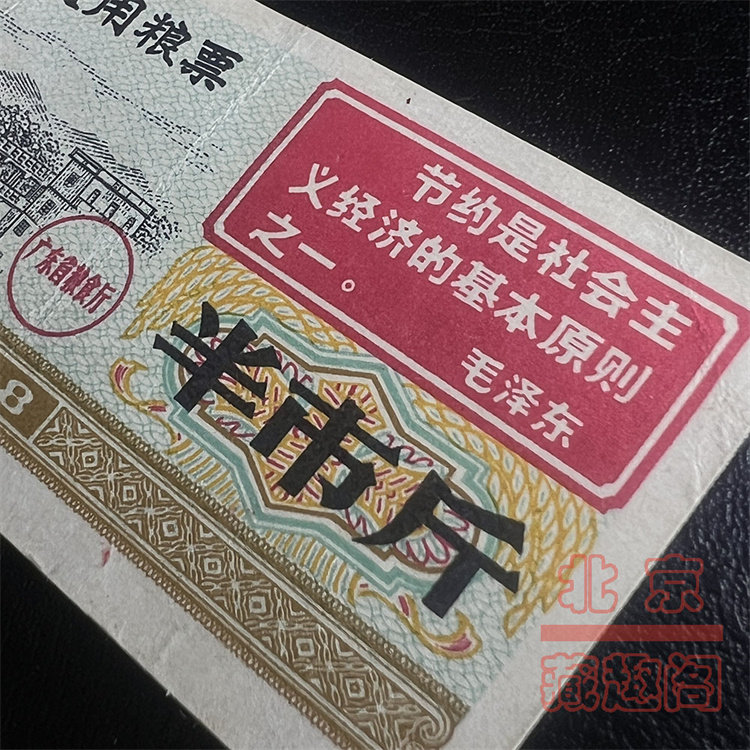 用粮票
节约是社会主
义经济的基本原则
之一。
毛泽东
广东省粮食厅
半市斤
8
北京
藏趣阁